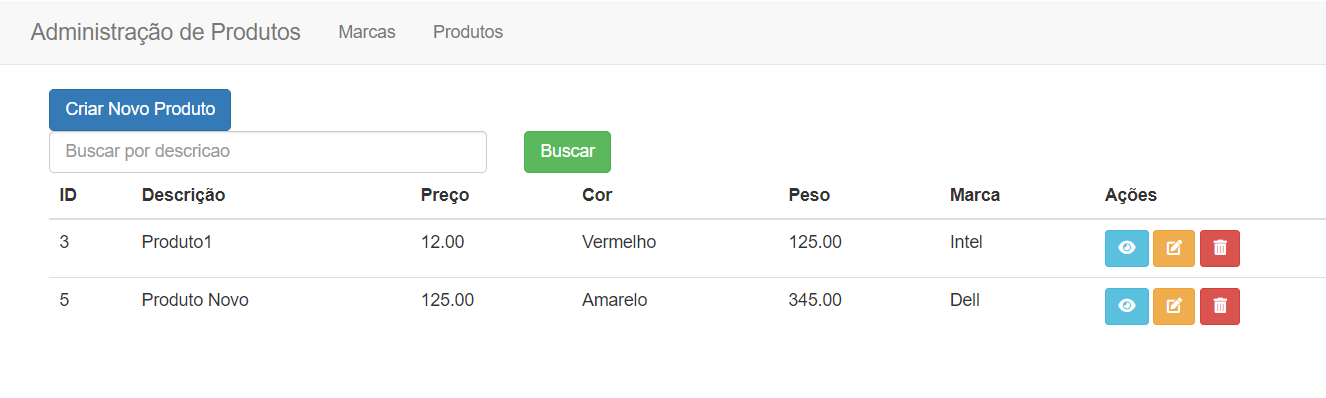 Administração de Produtos Marcas Produtos
Criar Novo Produto
Buscar por descricao Buscar
ID Descrição Preço Cor Peso Marca Ações
3 Produto1 12.00 Vermelho 125.00 Intel
5 Produto Novo 125.00 Amarelo 345.00 Dell